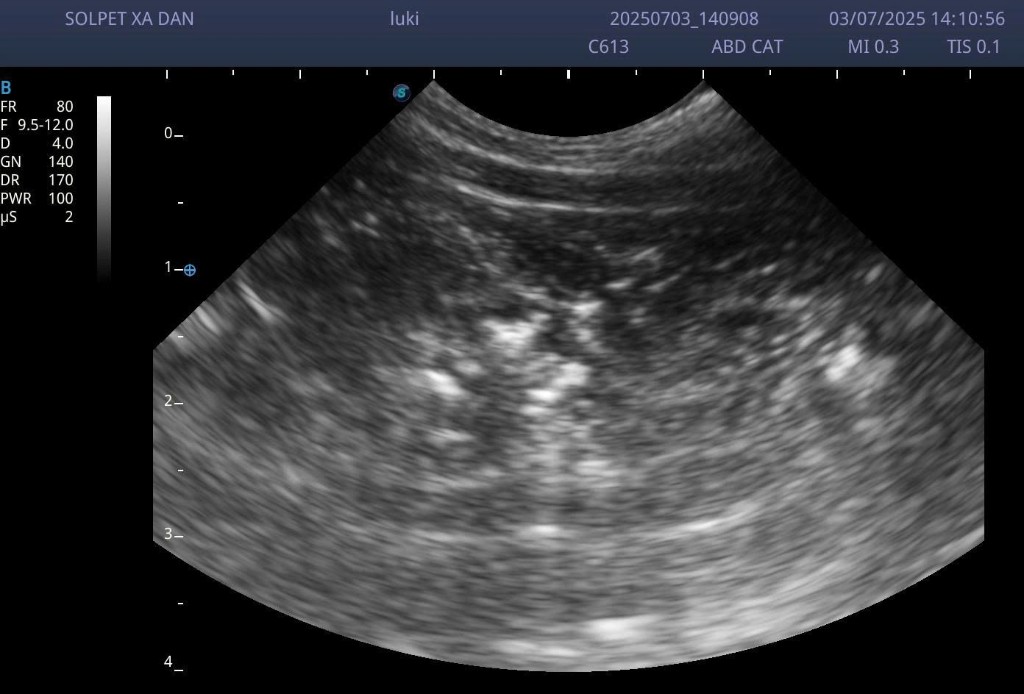 SOLPET XA DAN luki 20250703_140908 03/07/2025 14:10:56
C613 ABD CAT MI 0.3 TIS 0.1
B
FR 80
F 9.5-12.0
D 4.0
GN 140
DR 170
PWR 100
µS 2
S
0
1
2
3
4